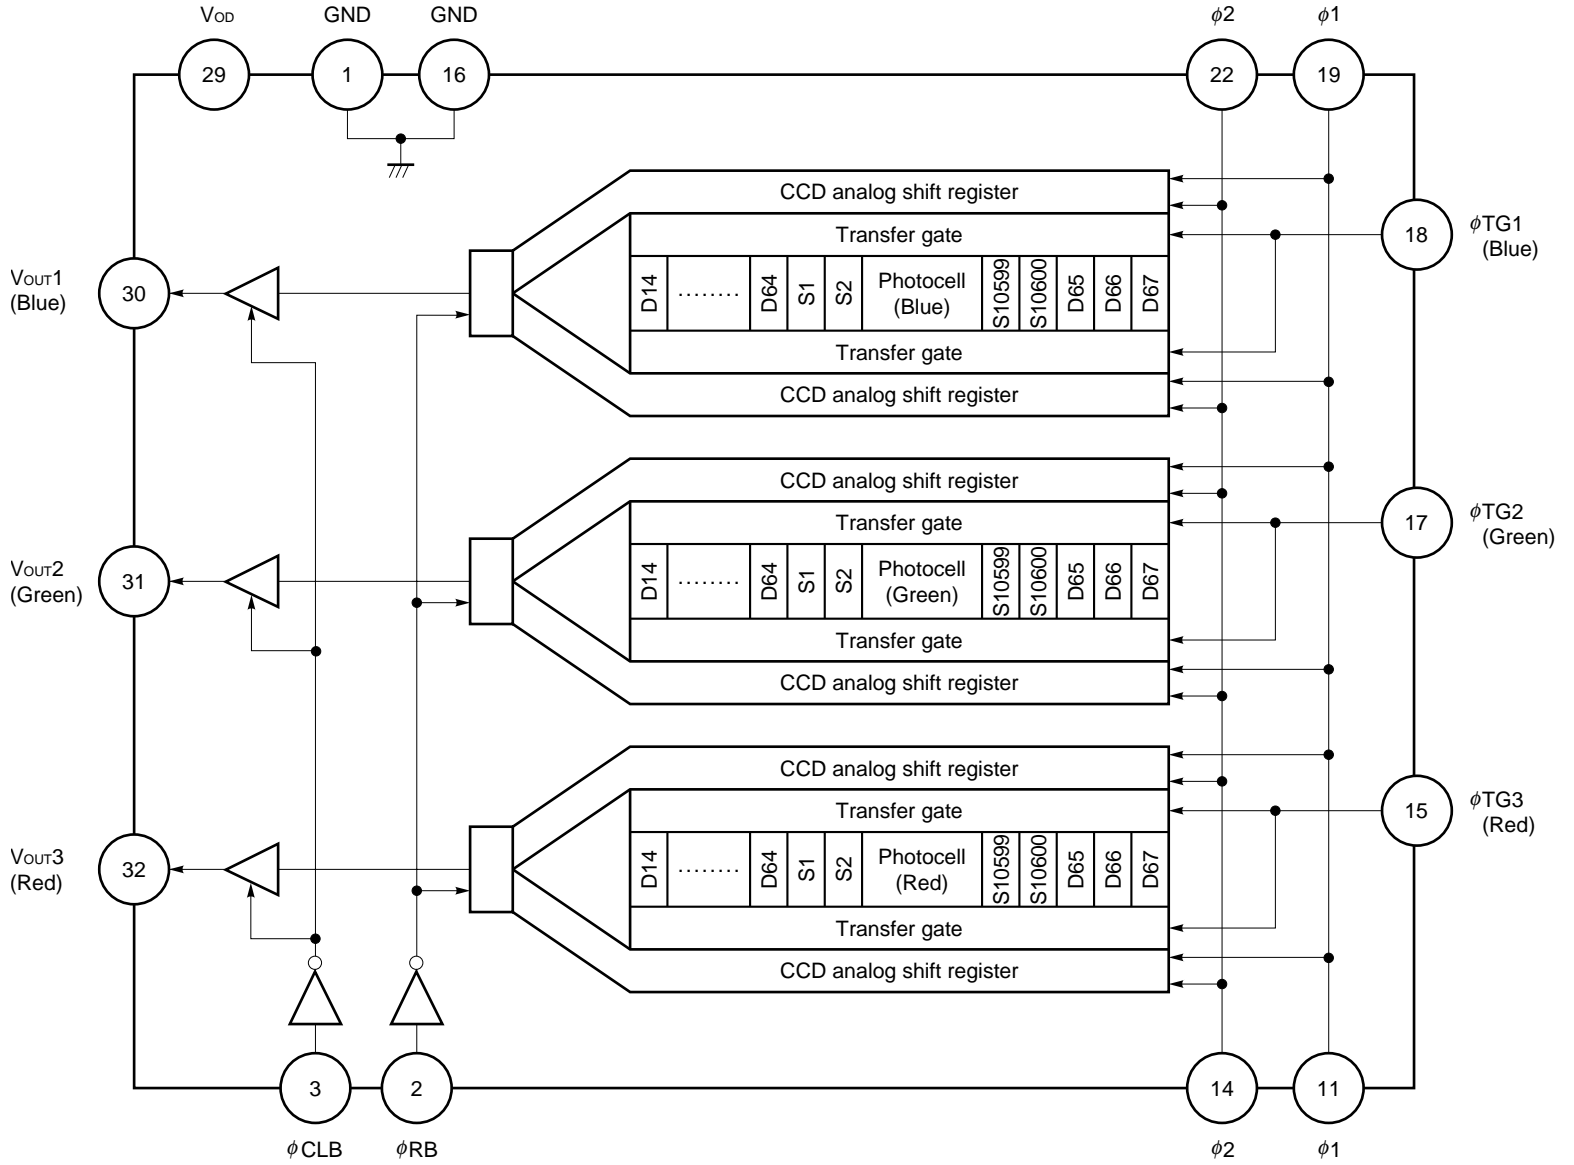 VOD GND GND ϕ2 ϕ1
29 1 16 22 19
CCD analog shift register
Transfer gate
18 ϕTG1
(Blue)
VOUT1
(Blue)
30
D14 ········ D64 S1 S2 Photocell
(Blue) S10599 S10600 D65 D66 D67
Transfer gate
CCD analog shift register
CCD analog shift register
Transfer gate
17 ϕTG2
(Green)
VOUT2
(Green)
31
D14 ········ D64 S1 S2 Photocell
(Green) S10599 S10600 D65 D66 D67
Transfer gate
CCD analog shift register
CCD analog shift register
Transfer gate
15 ϕTG3
(Red)
VOUT3
(Red)
32
D14 ········ D64 S1 S2 Photocell
(Red) S10599 S10600 D65 D66 D67
Transfer gate
CCD analog shift register
3 2 14 11
ϕCLB ϕRB ϕ2 ϕ1